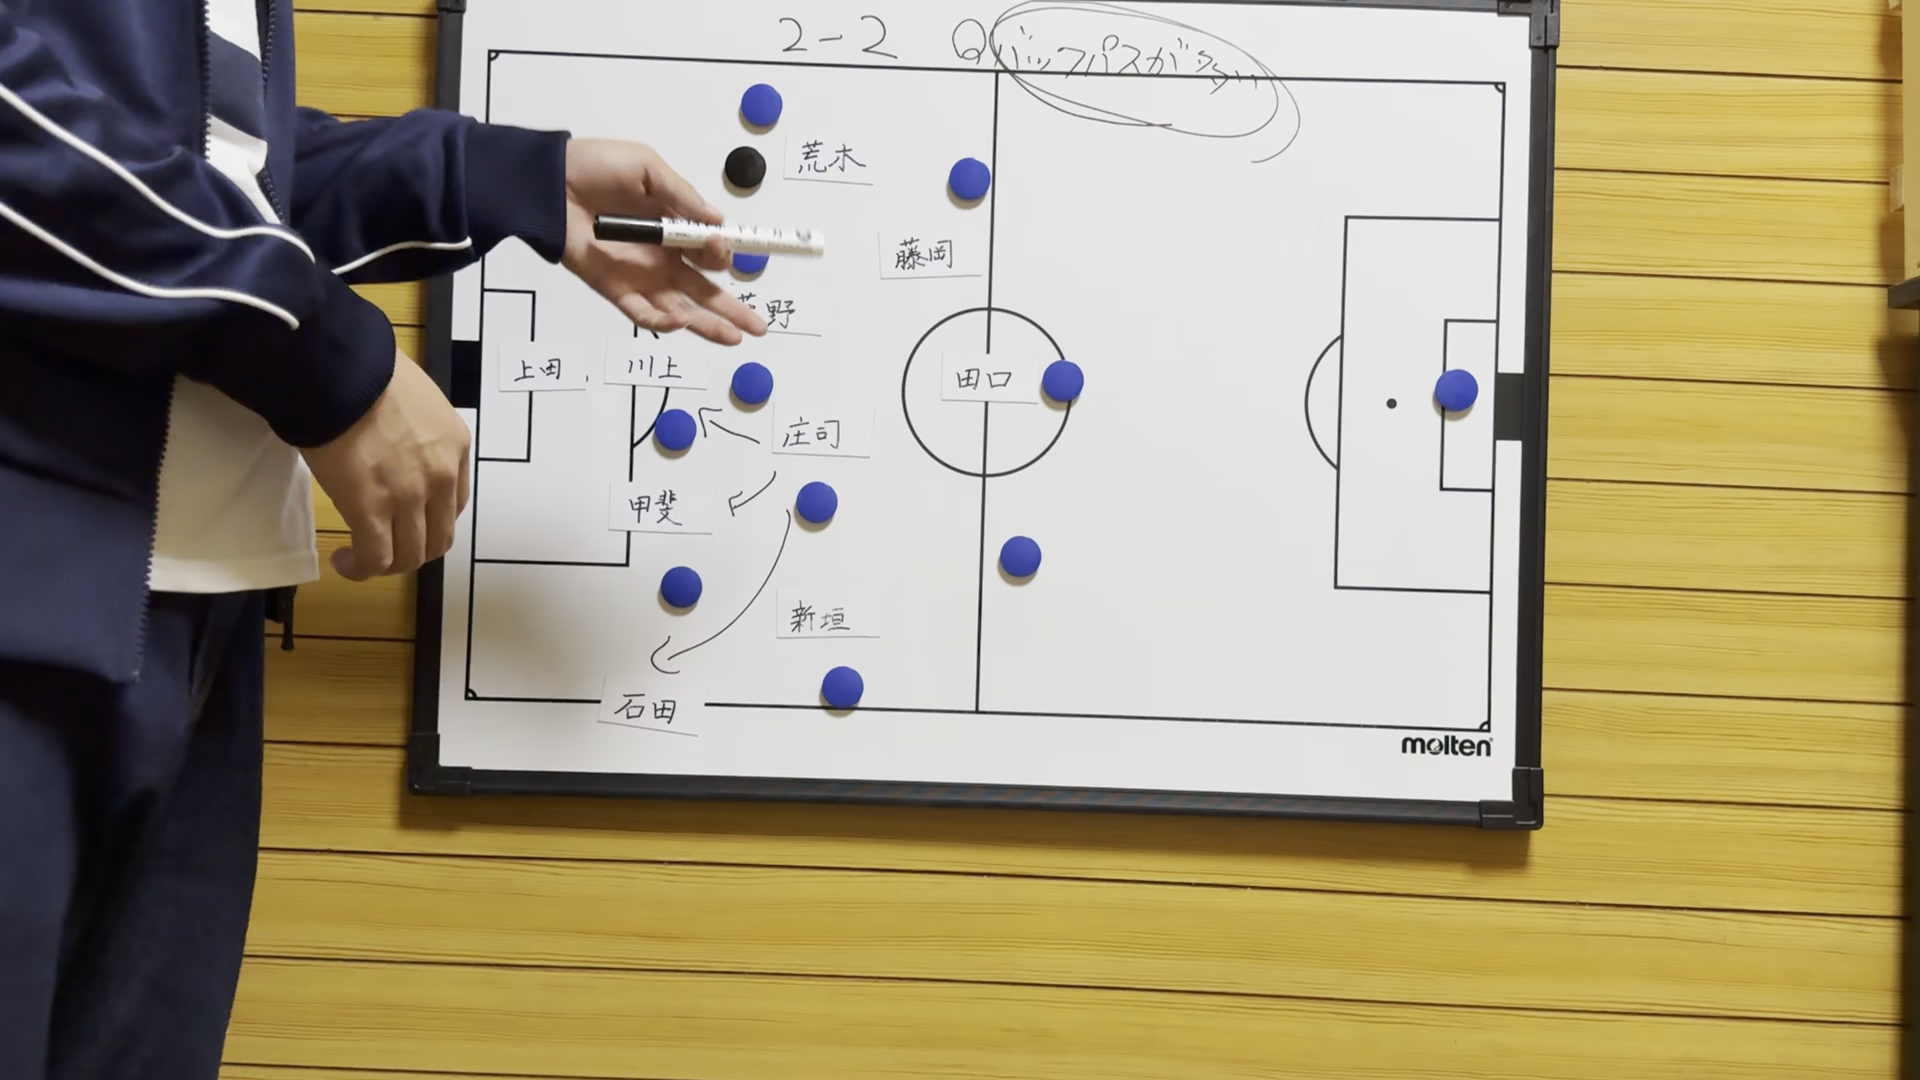 2-2 Q バックパスが多い
荒木
藤岡
野
上田
川上
田口
庄司
甲斐
新垣
石田
molten